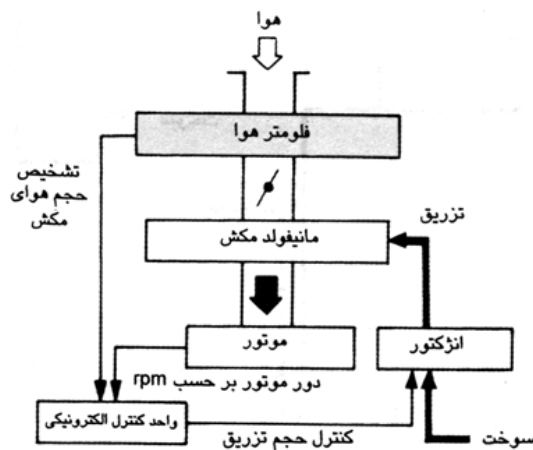 هوا
فلومتر هوا
تشخیص
حجم هوای
مکش
مانیفولد مکش
تزریق
موتور
انژکتور
دور موتور بر حسب rpm
واحد کنترل الکترونیکی
کنترل حجم تزریق
سوخت